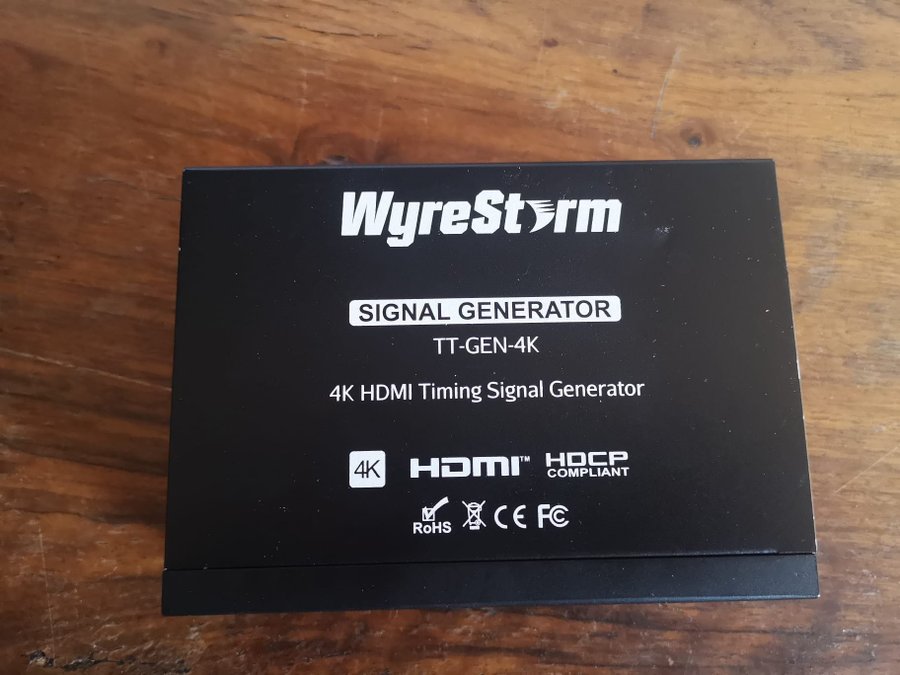 WyreStorm
SIGNAL GENERATOR
TT-GEN-4K
4K HDMI Timing Signal Generator
4K HDMI™ HDCP
COMPLIANT
RoHS CE FC